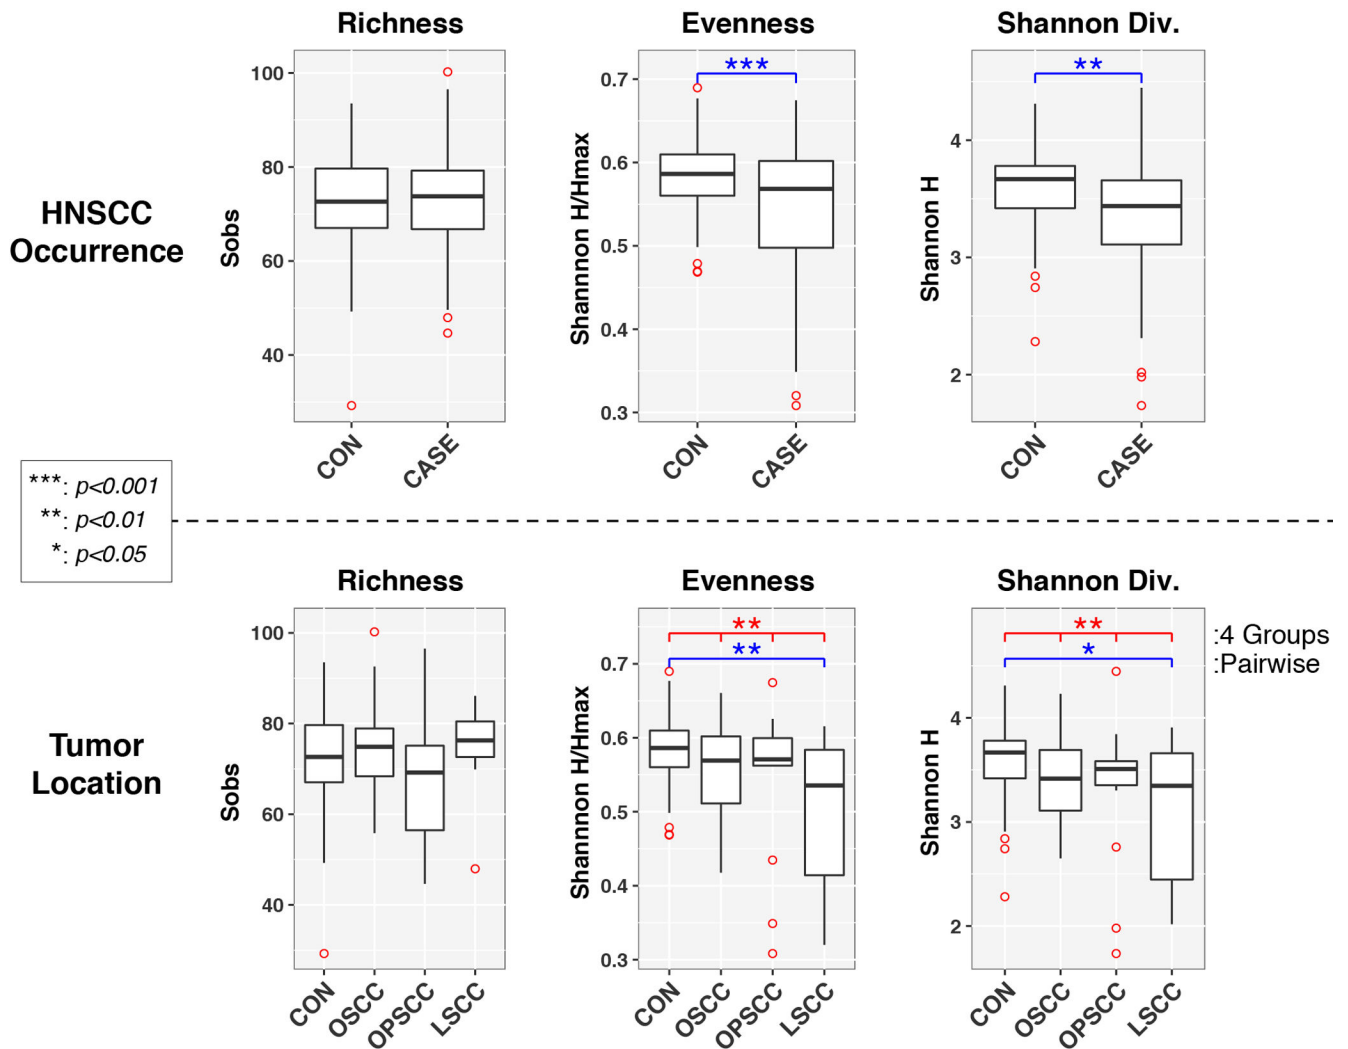 Richness
Evenness
Shannon Div.
HNSCC
Occurrence
Sobs
100
80
60
40
CON
CASE
Shannnon H/Hmax
0.7
0.6
0.5
0.4
0.3
***
CON
CASE
Shannon H
4
3
2
**
CON
CASE
***: p<0.001
**: p<0.01
*: p<0.05
Richness
Evenness
Shannon Div.
Tumor
Location
Sobs
100
80
60
40
CON
OSCC
OPSCC
LSCC
Shannnon H/Hmax
0.7
0.6
0.5
0.4
0.3
**
**
CON
OSCC
OPSCC
LSCC
Shannon H
4
3
2
**
*
CON
OSCC
OPSCC
LSCC
:4 Groups
:Pairwise